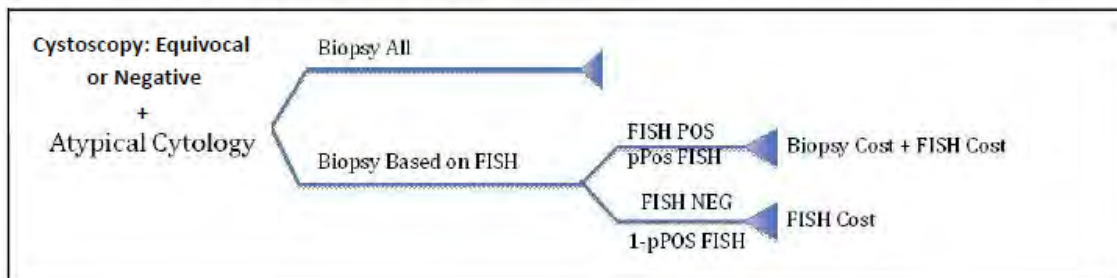 Cystoscopy: Equivocal
or Negative
+
Atypical Cytology
Biopsy All
Biopsy Based on FISH
FISH POS
pPos FISH
Biopsy Cost + FISH Cost
FISH NEG
1-pPOS FISH
FISH Cost